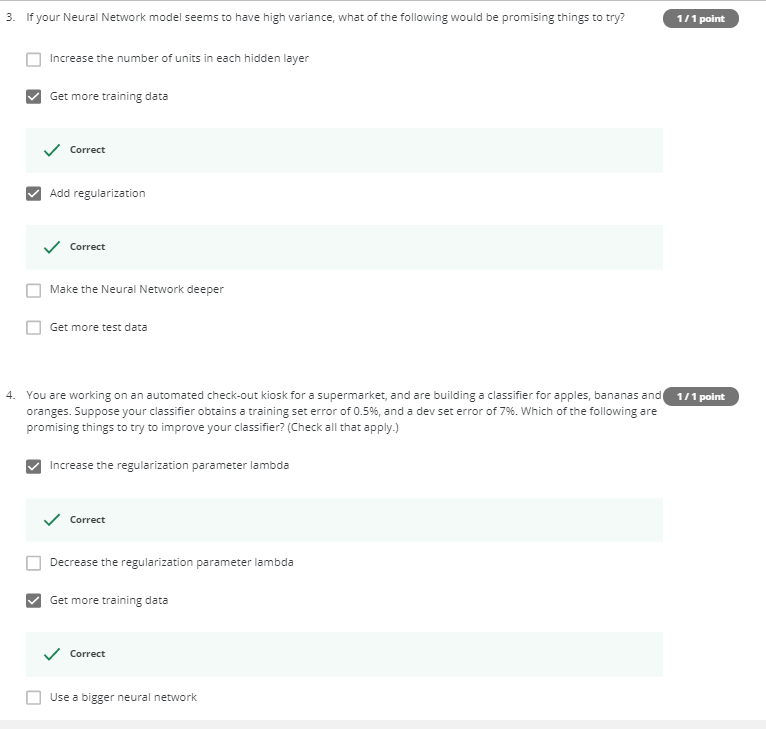 3. If your Neural Network model seems to have high variance, what of the following would be promising things to try?
1 / 1 point
Increase the number of units in each hidden layer
Get more training data
Correct
Add regularization
Correct
Make the Neural Network deeper
Get more test data
4. You are working on an automated check-out kiosk for a supermarket, and are building a classifier for apples, bananas and
1 / 1 point
oranges. Suppose your classifier obtains a training set error of 0.5%, and a dev set error of 7%. Which of the following are
promising things to try to improve your classifier? (Check all that apply.)
Increase the regularization parameter lambda
Correct
Decrease the regularization parameter lambda
Get more training data
Correct
Use a bigger neural network